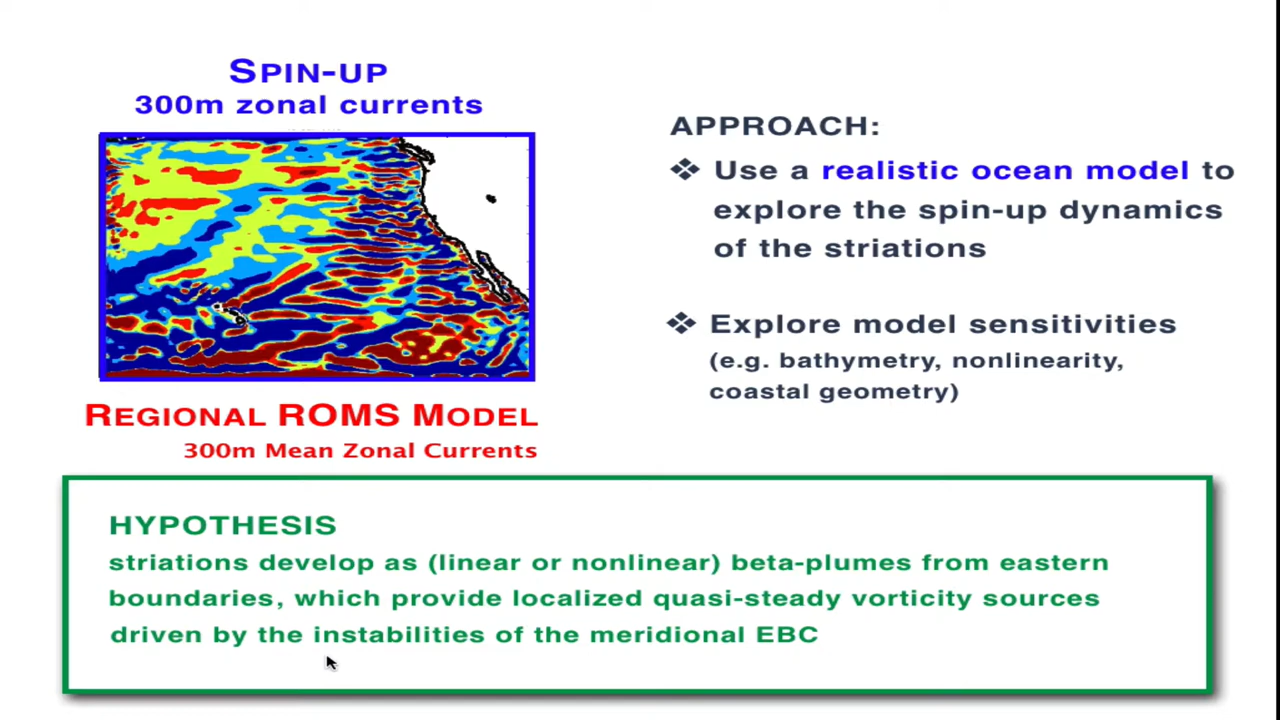 SPIN-UP
300m zonal currents
REGIONAL ROMS MODEL
300m Mean Zonal Currents
APPROACH:
❖ Use a realistic ocean model to
explore the spin-up dynamics
of the striations
❖ Explore model sensitivities
(e.g. bathymetry, nonlinearity,
coastal geometry)
HYPOTHESIS
striations develop as (linear or nonlinear) beta-plumes from eastern
boundaries, which provide localized quasi-steady vorticity sources
driven by the instabilities of the meridional EBC